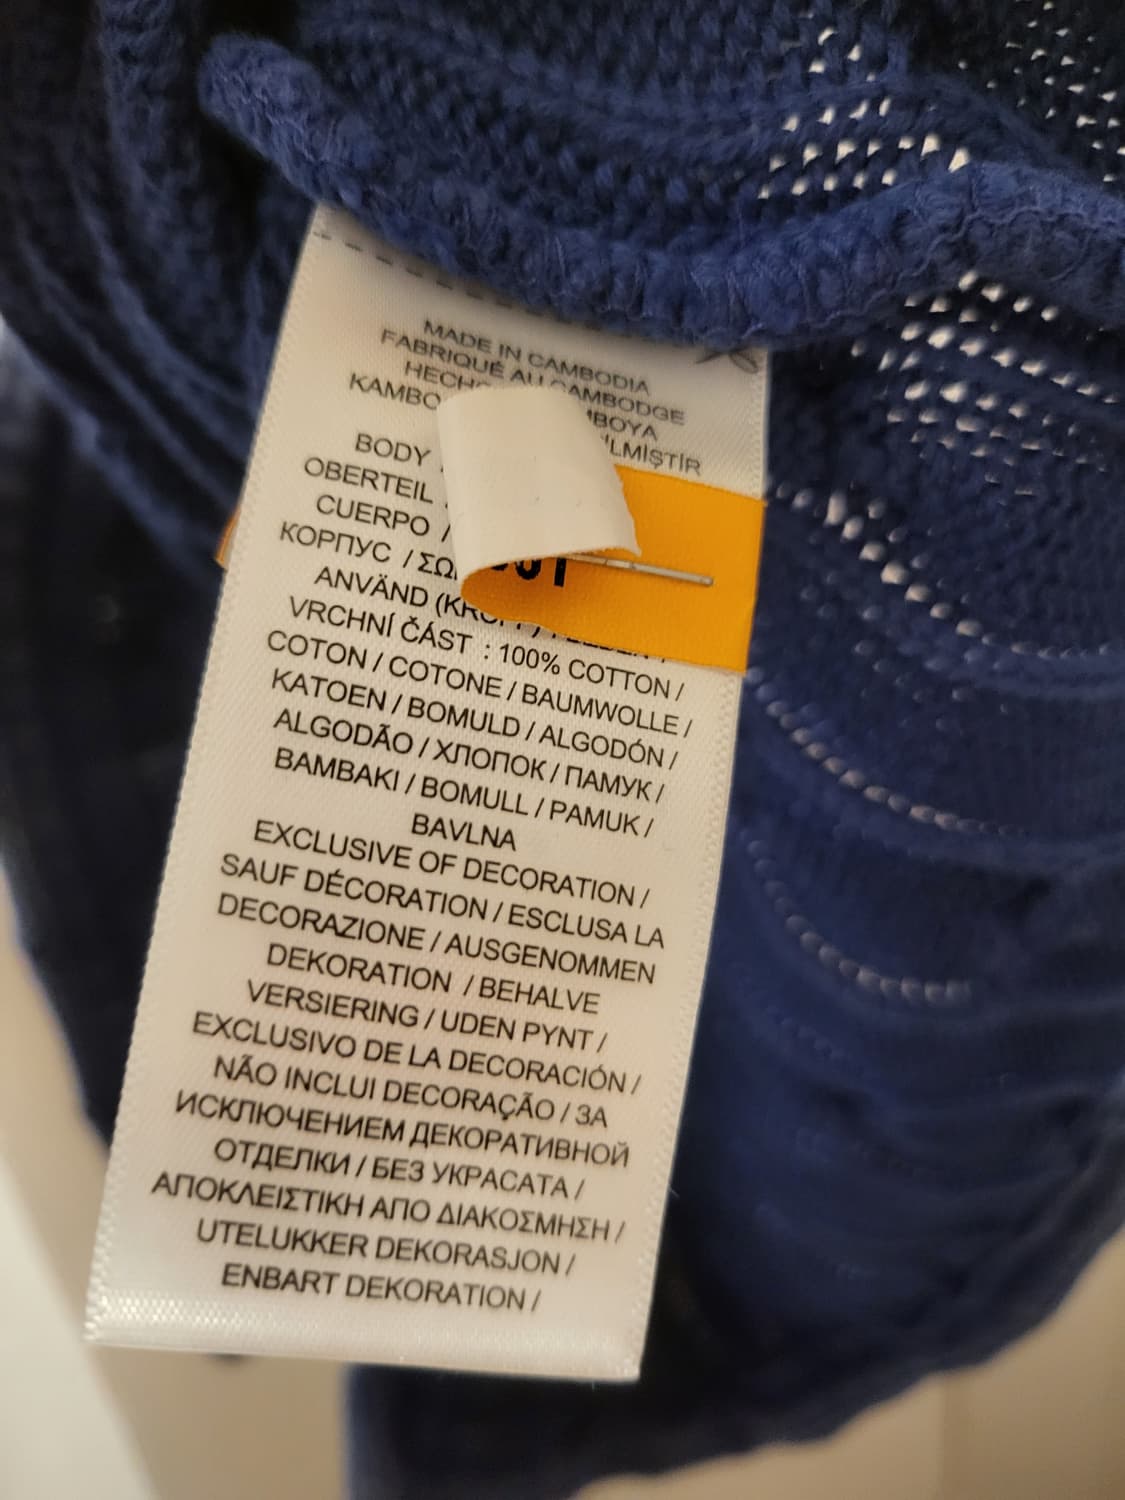 MADE IN CAMBODIA
FABRIQUÉ AU CAMBODGE
KAMBO
BODY
OBERTEIL
CUERPO /
КОРПУС /
ANVÄND
VRCHNÍ ČÁST : 100% COTTON /
COTON / COTONE / BAUMWOLLE /
KATOEN / BOMULD / ALGODÓN /
ALGODÃO / ХЛОПОК / ПАМУК /
ΒΑΜΒΑΚΙ / BOMULL / PAMUK /
BAVLNA
EXCLUSIVE OF DECORATION /
SAUF DÉCORATION / ESCLUSA LA
DECORAZIONE / AUSGENOMMEN
DEKORATION / BEHALVE
VERSIERING / UDEN PYNT /
EXCLUSIVO DE LA DECORACIÓN /
NÃO INCLUI DECORAÇÃO / ЗА
ИСКЛЮЧЕНИЕМ ДЕКОРАТИВНОЙ
ОТДЕЛКИ / БЕЗ УКРАСАТА /
ΑΠΟΚΛΕΙΣΤΙΚΗ ΑΠΟ ΔΙΑΚΟΣΜΗΣΗ /
UTELUKKER DEKORASJON /
ENBART DEKORATION /